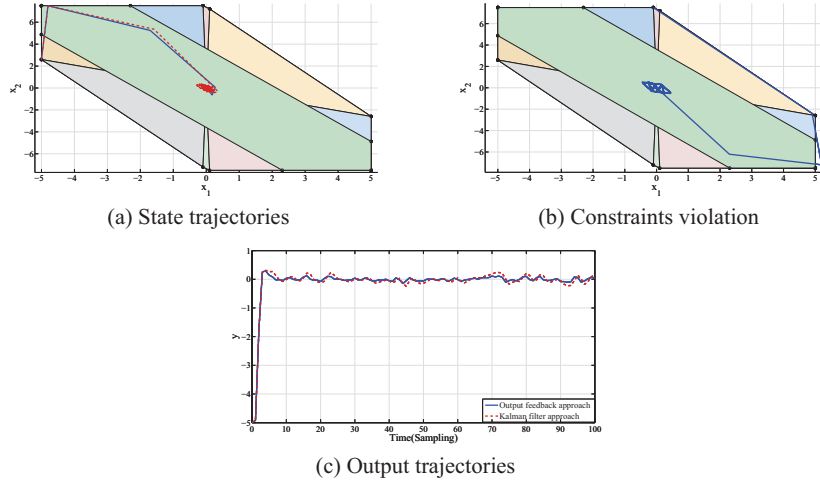 6
4
2
0
−2
−4
−6
x2
−5 −4 −3 −2 −1 0 1 2 3 4 5
x1
(a) State trajectories
6
4
2
0
−2
−4
−6
x2
−5 −4 −3 −2 −1 0 1 2 3 4 5
x1
(b) Constraints violation
1
0
−1
−2
−3
−4
−5
y
0 10 20 30 40 50 60 70 80 90 100
Time(Sampling)
Output feedback approach
Kalman filter approach
(c) Output trajectories